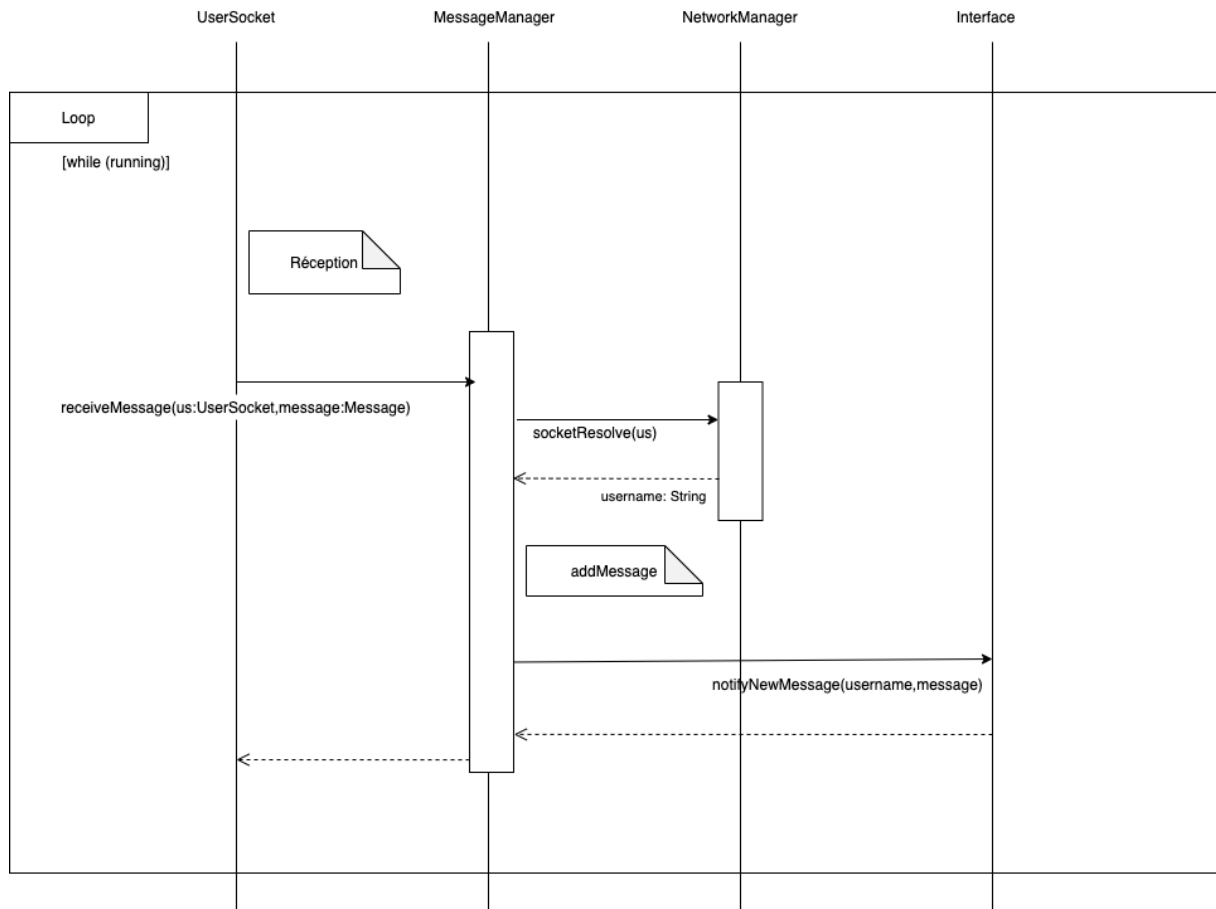 UserSocket
MessageManager
NetworkManager
Interface
Loop
[while (running)]
Réception
receiveMessage(us:UserSocket,message:Message)
socketResolve(us)
username: String
addMessage
notifyNewMessage(username,message)